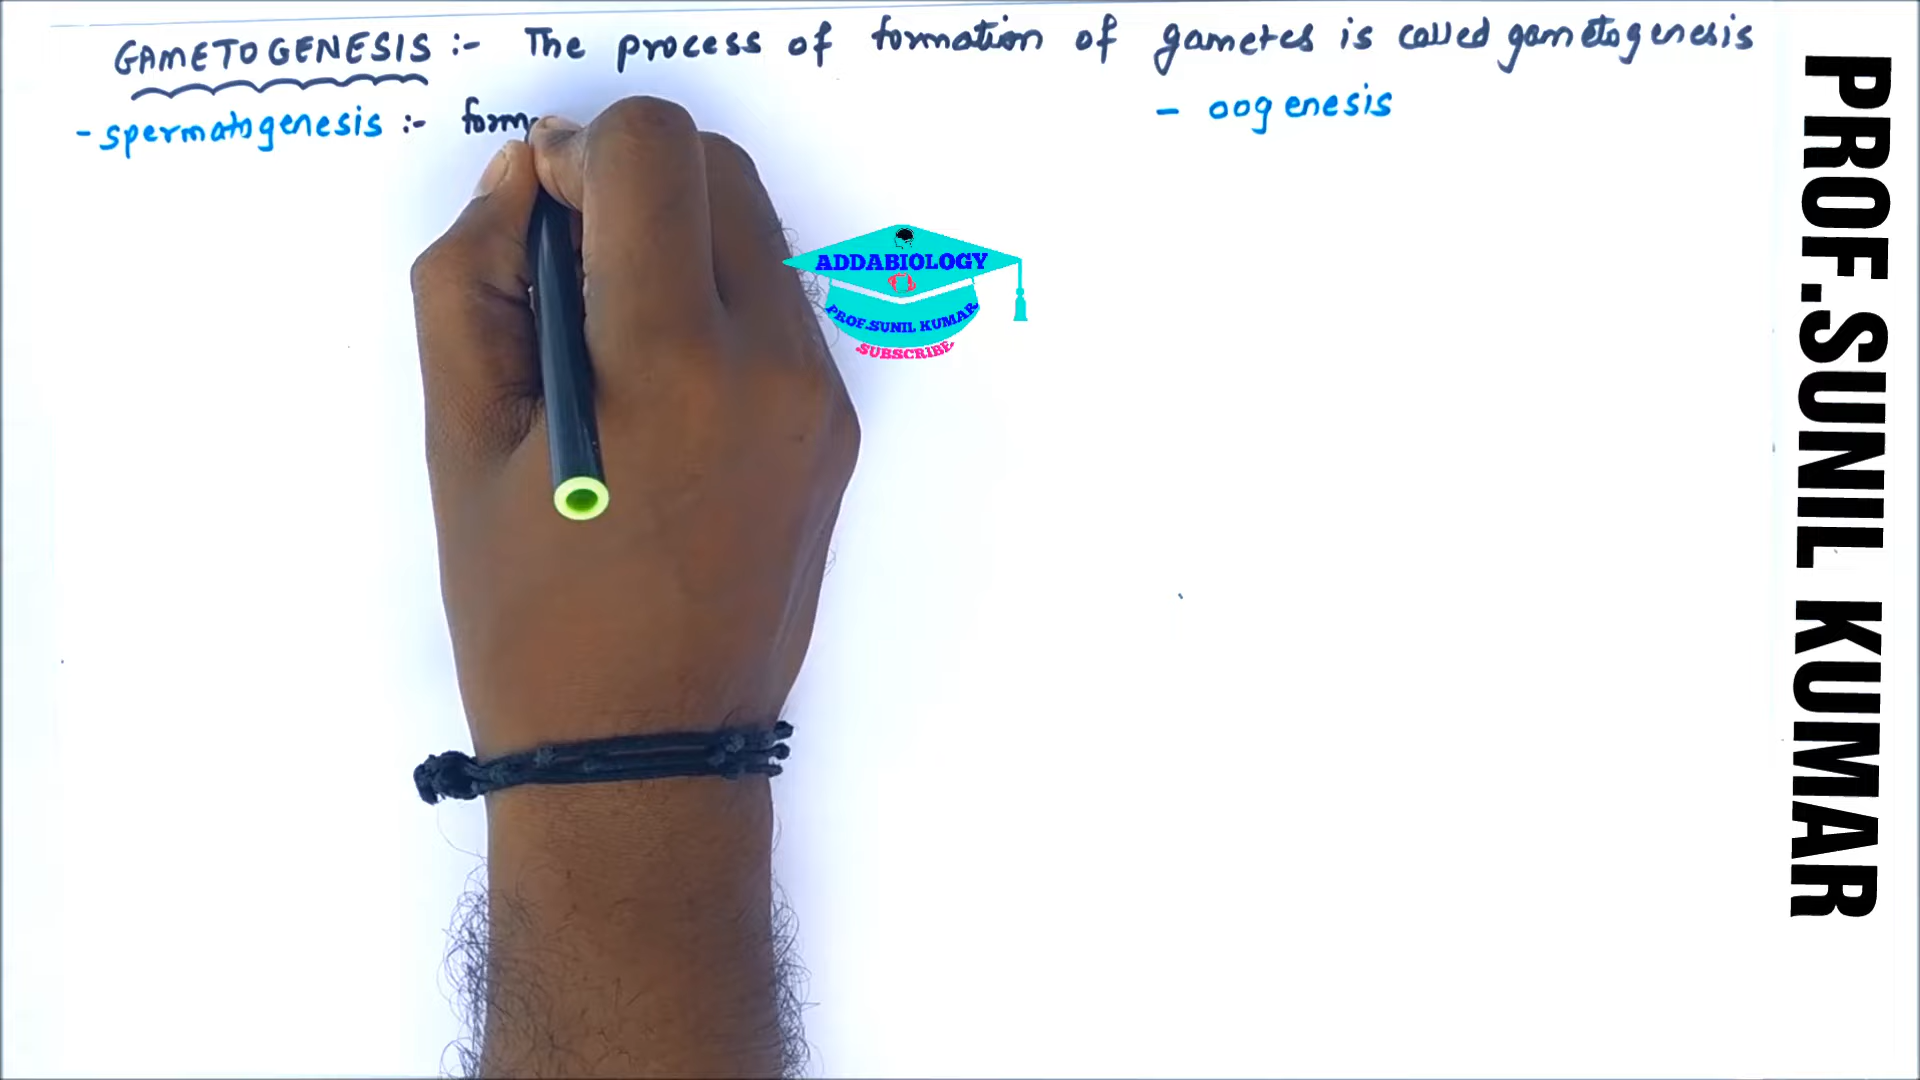 GAMETOGENESIS :- The process of formation of gametes is called gametogenesis
- spermatogenesis :- form
- oogenesis
ADDABIOLOGY
PROF.SUNIL KUMAR
SUBSCRIBE
PROF.SUNIL KUMAR